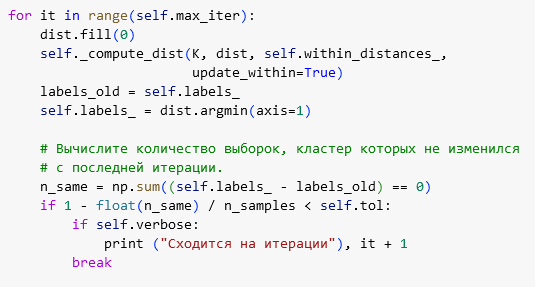 for it in range(self.max_iter):
    dist.fill(0)
    self._compute_dist(K, dist, self.within_distances_,
                       update_within=True)
    labels_old = self.labels_
    self.labels_ = dist.argmin(axis=1)

    # Вычислите количество выборок, кластер которых не изменился
    # с последней итерации.
    n_same = np.sum((self.labels_ - labels_old) == 0)
    if 1 - float(n_same) / n_samples < self.tol:
        if self.verbose:
            print ("Сходится на итерации"), it + 1
        break